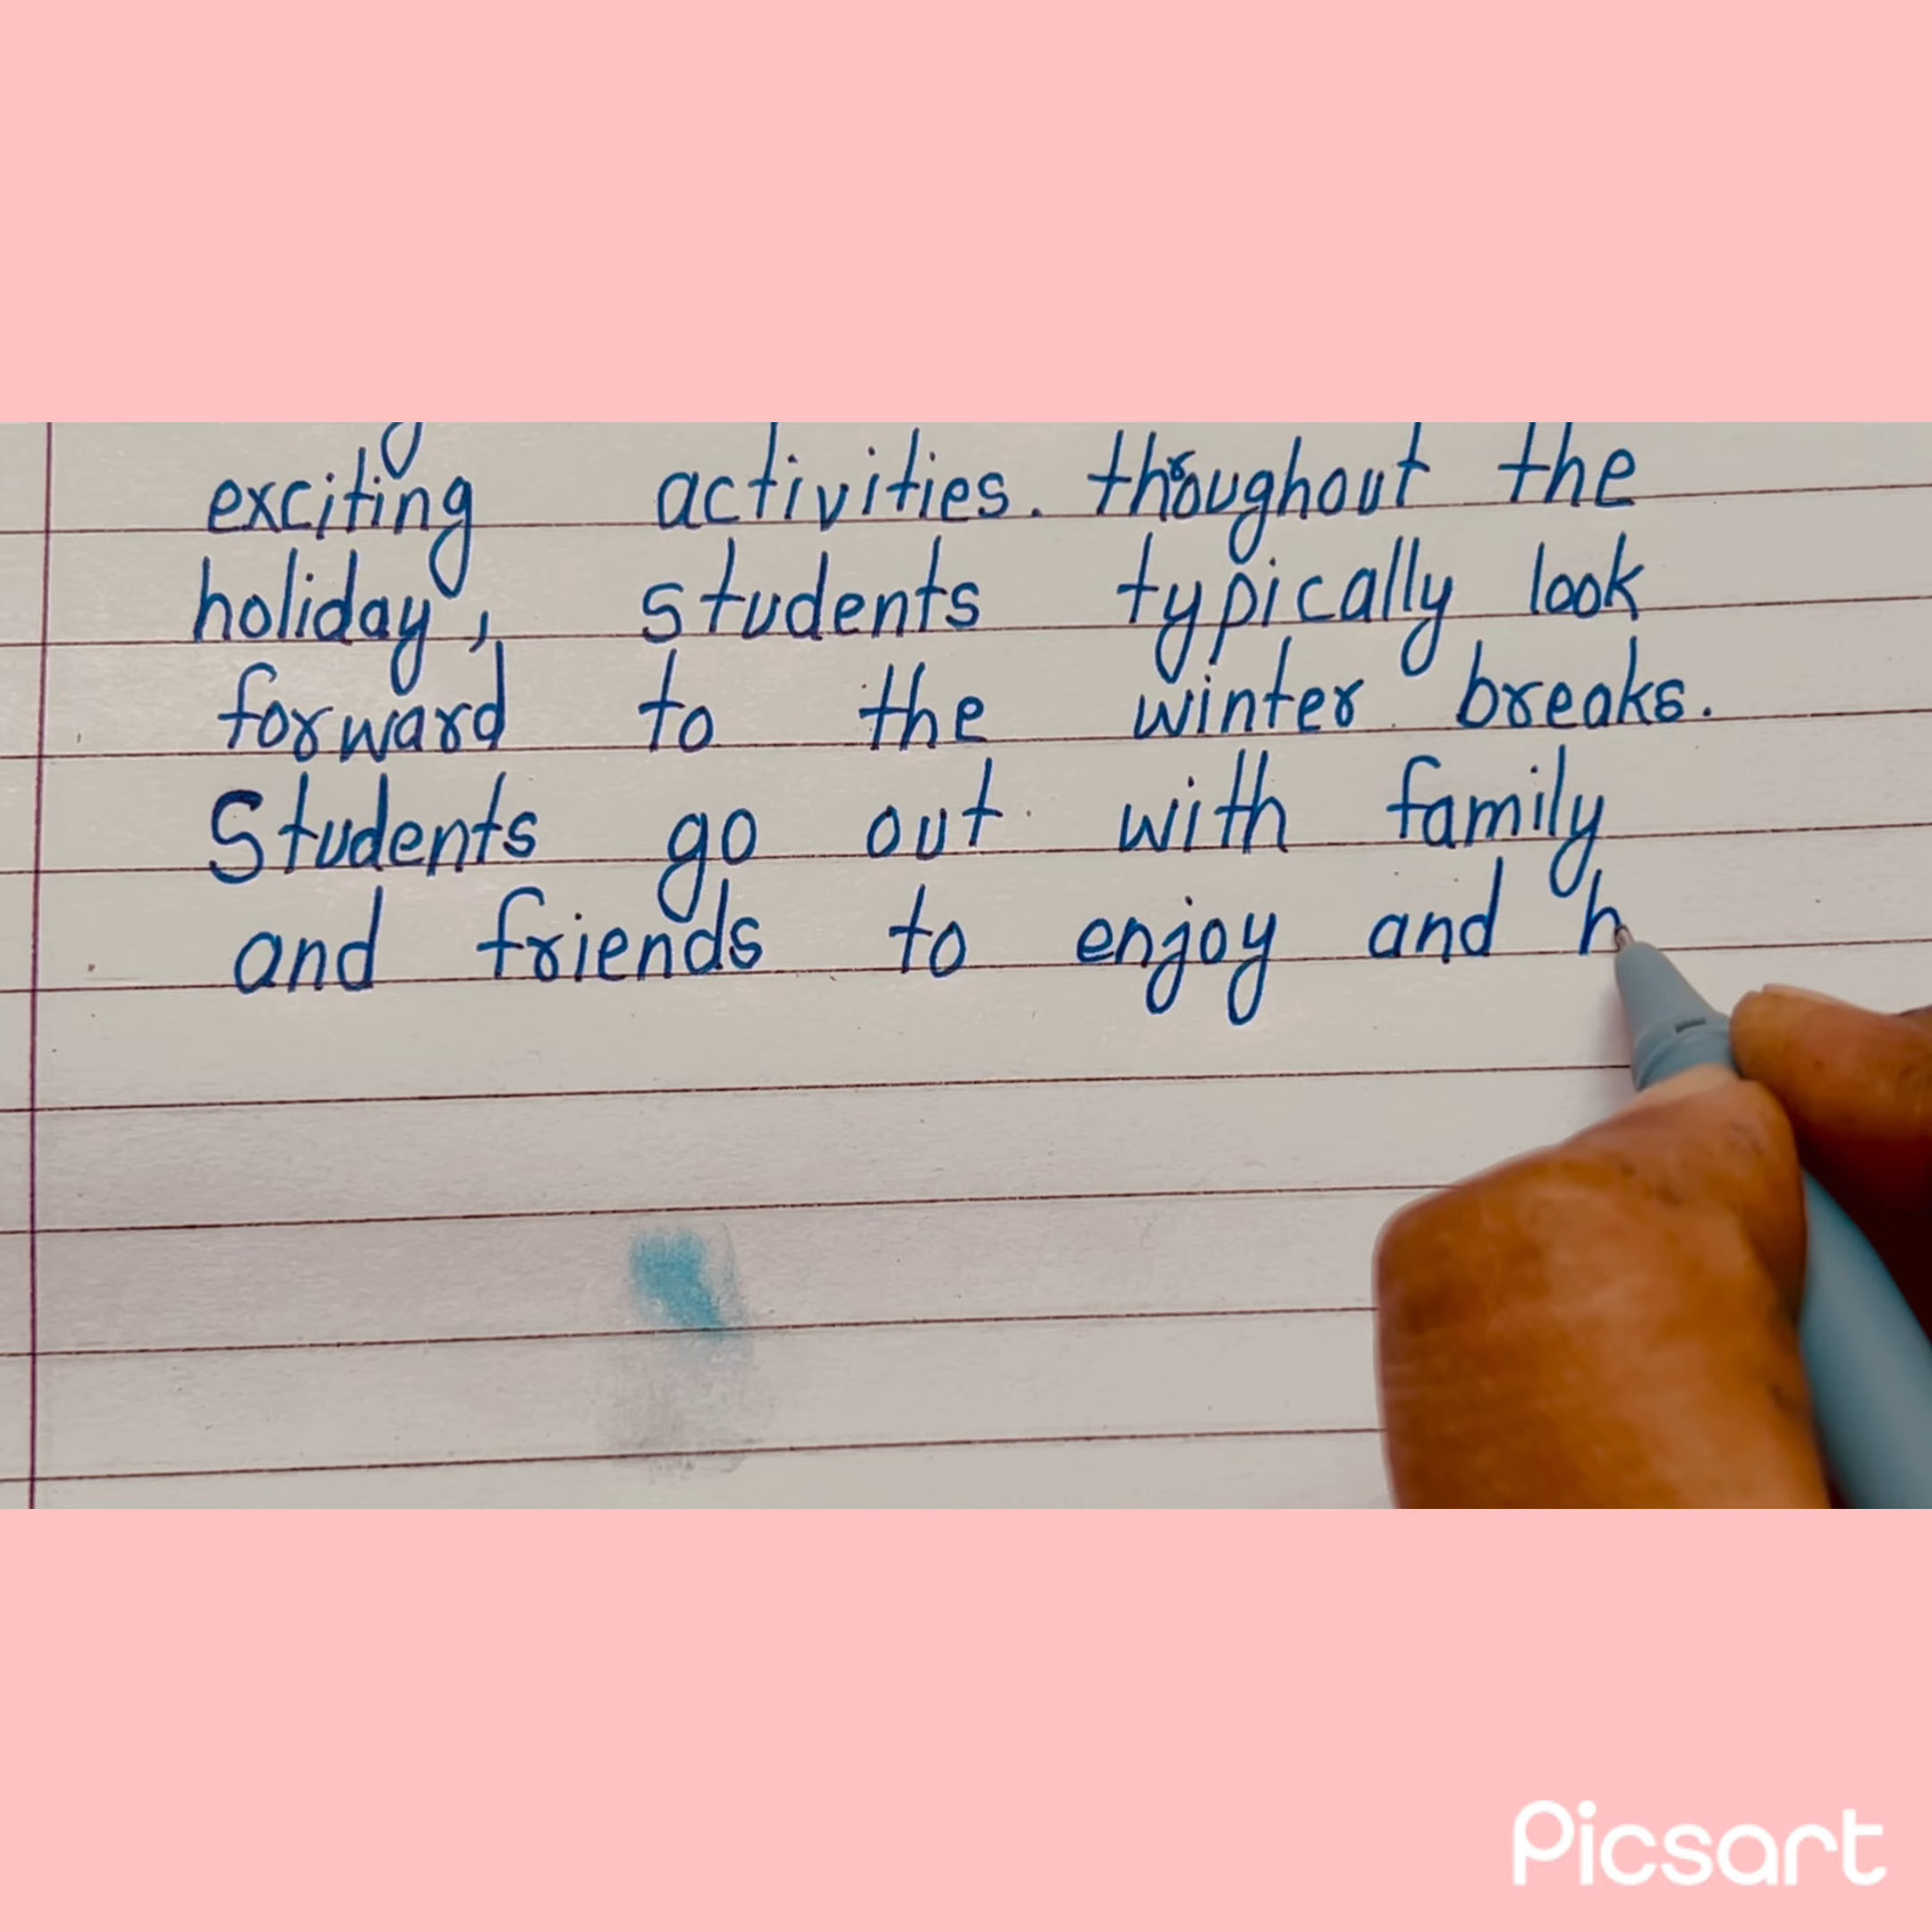 exciting activities. throughout the
holiday, students typically look
forward to the winter breaks.
Students go out with family
and friends to enjoy and h
Picsart